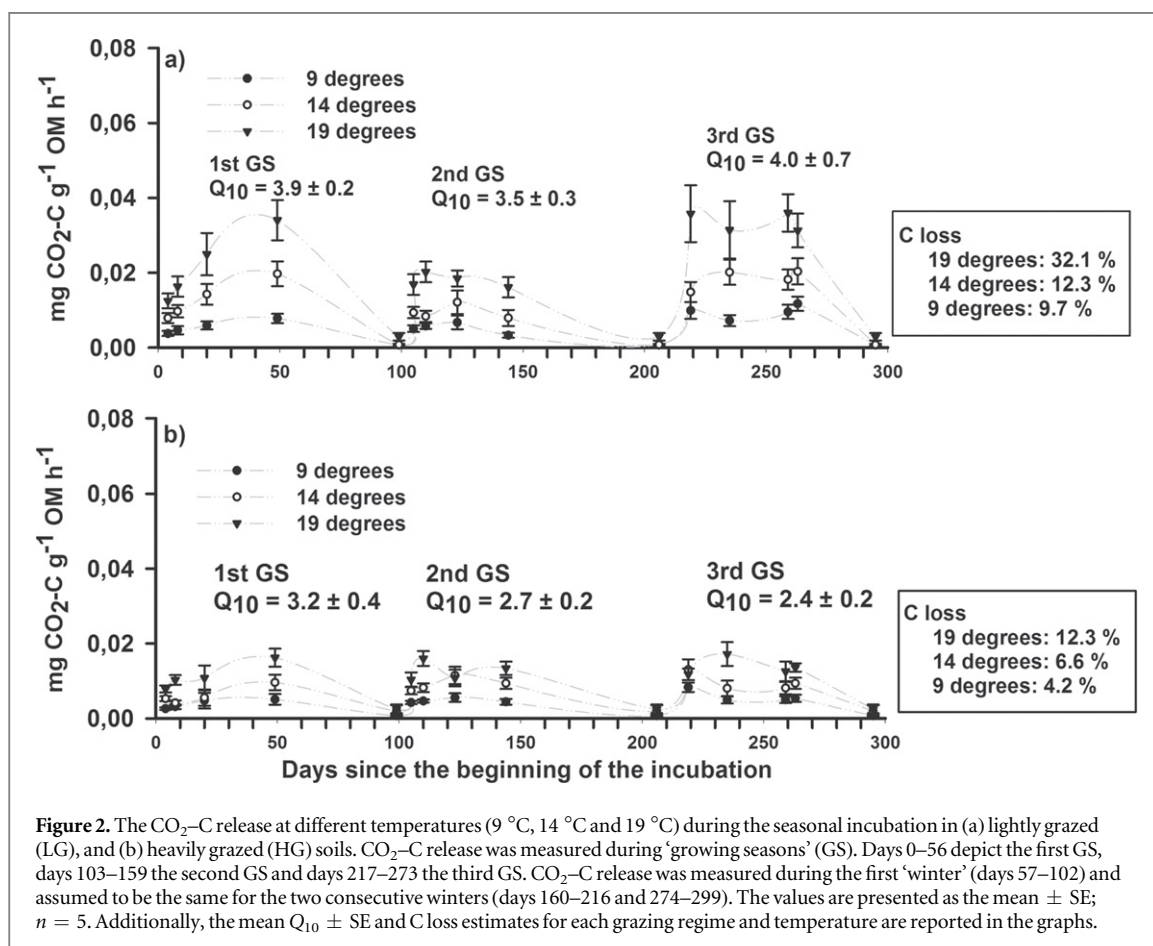 0,08
a)
9 degrees
0,06
14 degrees
19 degrees
3rd GS
1st GS
2nd GS
Q10 = 4.0 ± 0.7
Q10 = 3.9 ± 0.2
Q10 = 3.5 ± 0.3
0,04
0,02
0,00
mg CO2-C g-1 OM h-1
0 50 100 150 200 250 300
C loss
19 degrees: 32.1 %
14 degrees: 12.3 %
9 degrees: 9.7 %
0,08
b)
9 degrees
0,06
14 degrees
19 degrees
0,04
1st GS
2nd GS
3rd GS
Q10 = 3.2 ± 0.4
Q10 = 2.7 ± 0.2
Q10 = 2.4 ± 0.2
0,02
0,00
mg CO2-C g-1 OM h-1
0 50 100 150 200 250 300
Days since the beginning of the incubation
C loss
19 degrees: 12.3 %
14 degrees: 6.6 %
9 degrees: 4.2 %
Figure 2. The CO2–C release at different temperatures (9 °C, 14 °C and 19 °C) during the seasonal incubation in (a) lightly grazed
(LG), and (b) heavily grazed (HG) soils. CO2–C release was measured during ‘growing seasons’ (GS). Days 0–56 depict the first GS,
days 103–159 the second GS and days 217–273 the third GS. CO2–C release was measured during the first ‘winter’ (days 57–102) and
assumed to be the same for the two consecutive winters (days 160–216 and 274–299). The values are presented as the mean ± SE;
n = 5. Additionally, the mean Q10 ± SE and C loss estimates for each grazing regime and temperature are reported in the graphs.